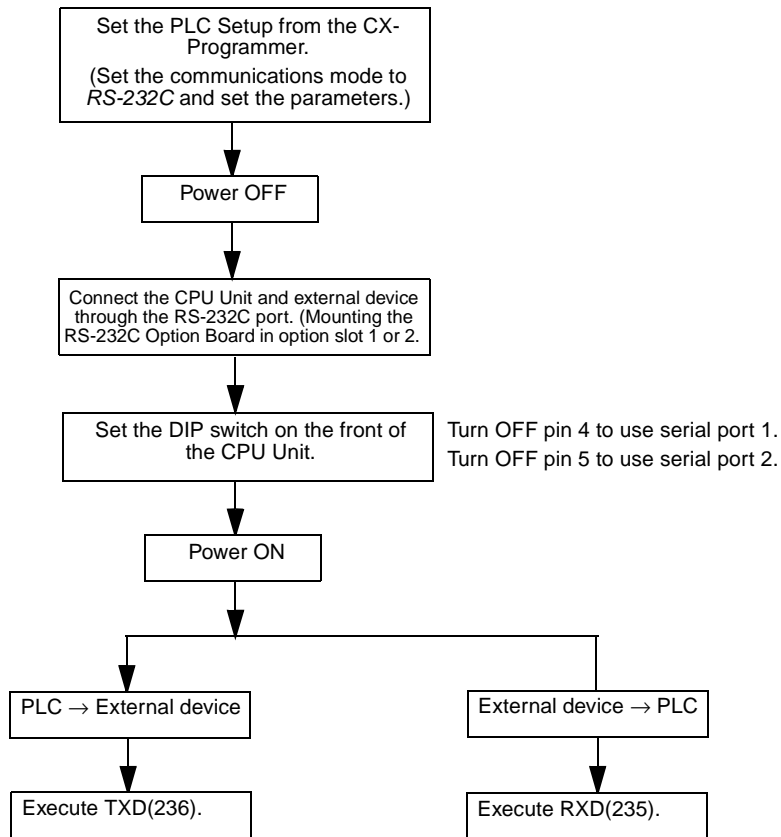 Set the PLC Setup from the CX-
Programmer.
(Set the communications mode to
RS-232C and set the parameters.)
Power OFF
Connect the CPU Unit and external device
through the RS-232C port. (Mounting the
RS-232C Option Board in option slot 1 or 2.
Set the DIP switch on the front of
the CPU Unit.
Turn OFF pin 4 to use serial port 1.
Turn OFF pin 5 to use serial port 2.
Power ON
PLC → External device
External device → PLC
Execute TXD(236).
Execute RXD(235).